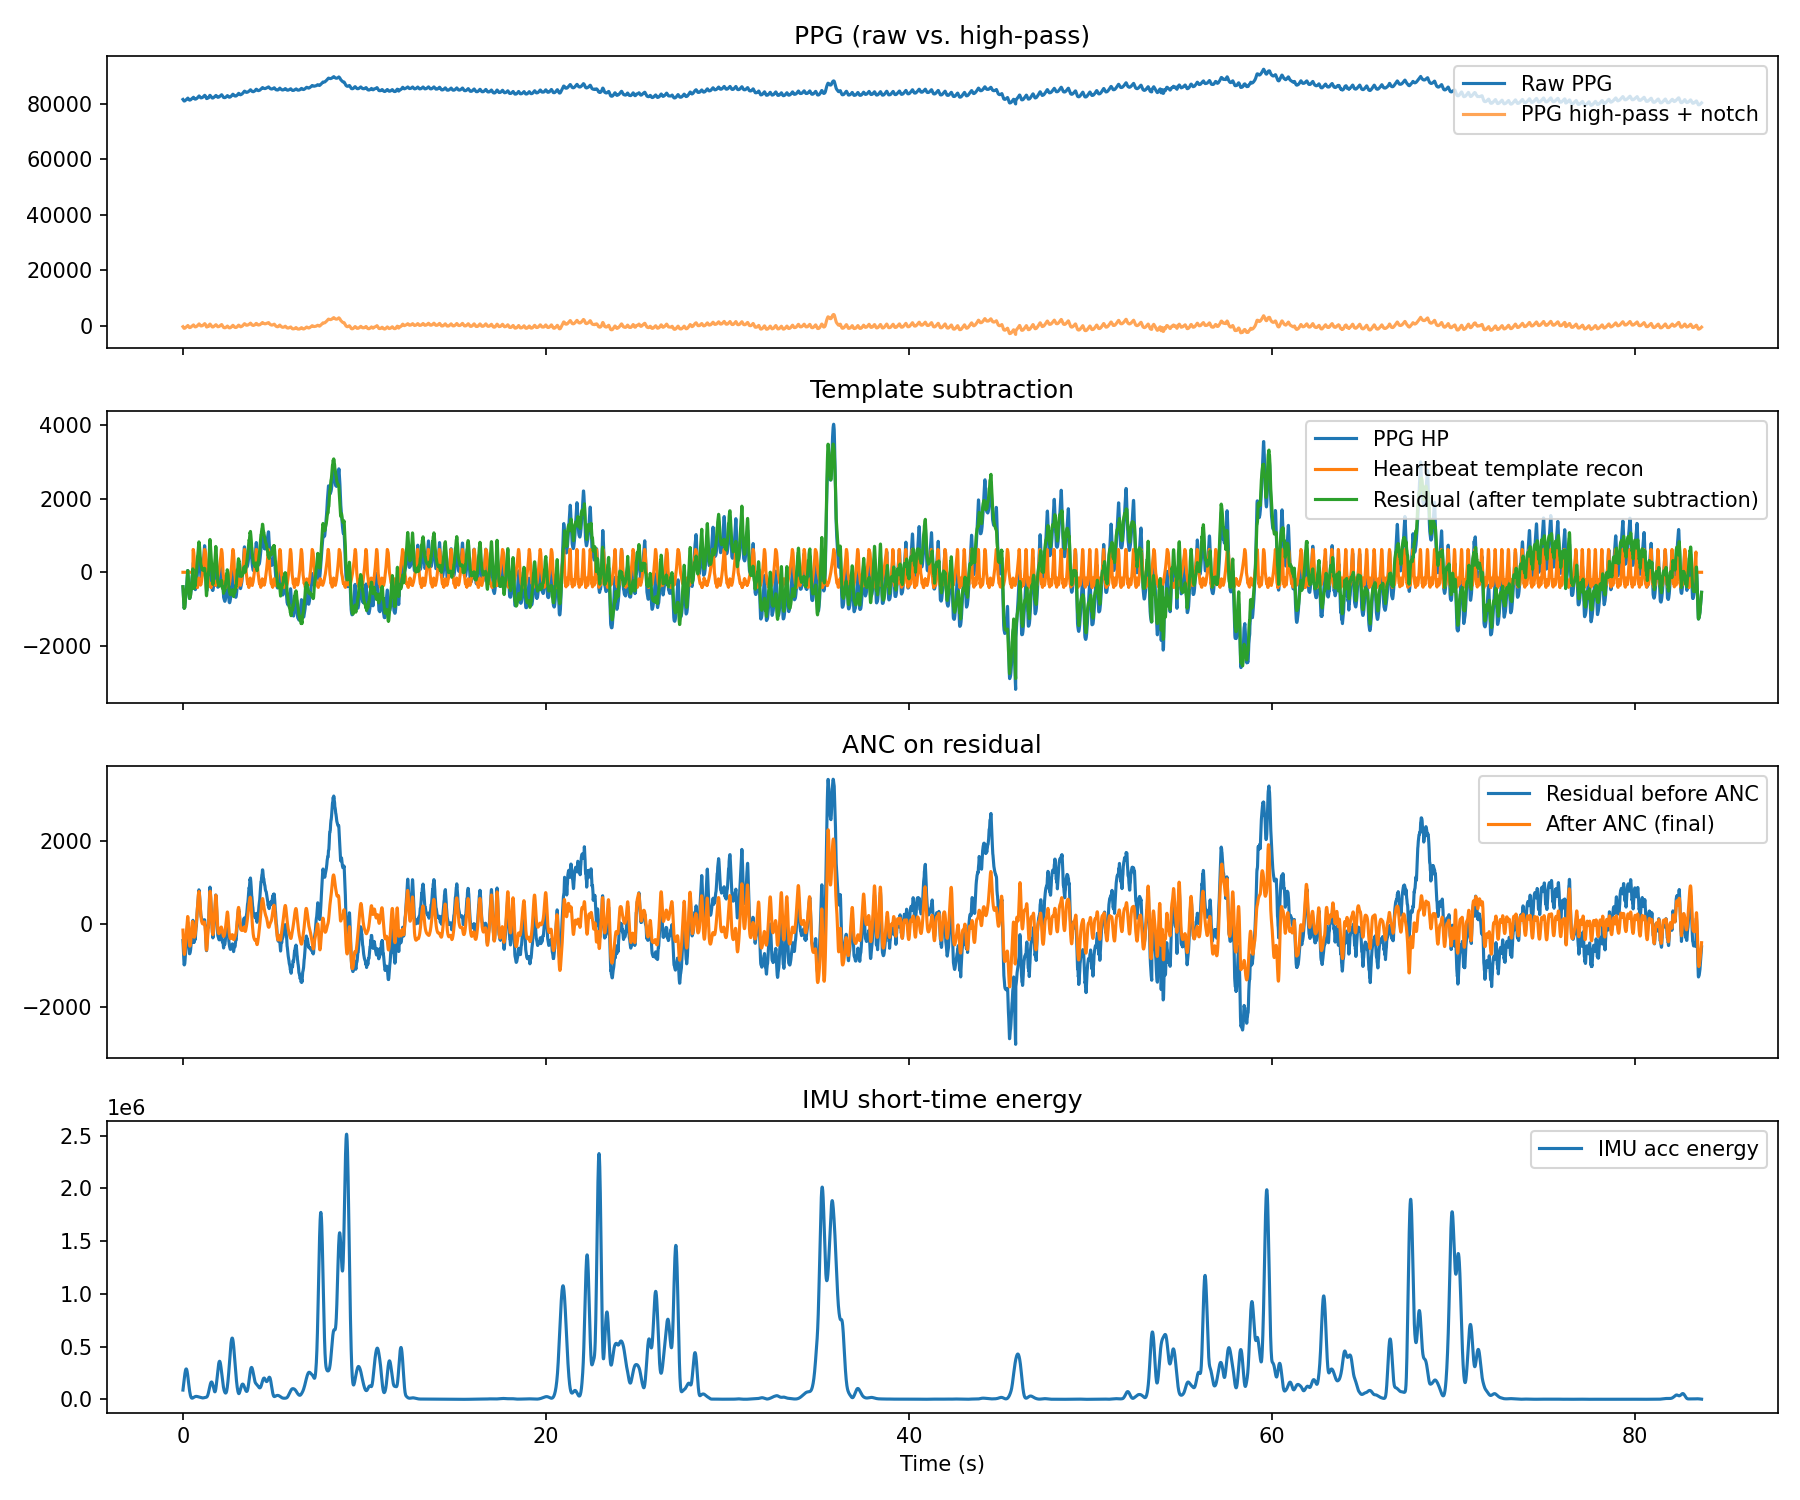 PPG (raw vs. high-pass)
80000
60000
40000
20000
0
Raw PPG
PPG high-pass + notch
Template subtraction
4000
2000
0
−2000
PPG HP
Heartbeat template recon
Residual (after template subtraction)
ANC on residual
2000
0
−2000
Residual before ANC
After ANC (final)
IMU short-time energy
1e6
2.5
2.0
1.5
1.0
0.5
0.0
IMU acc energy
0 20 40 60 80
Time (s)